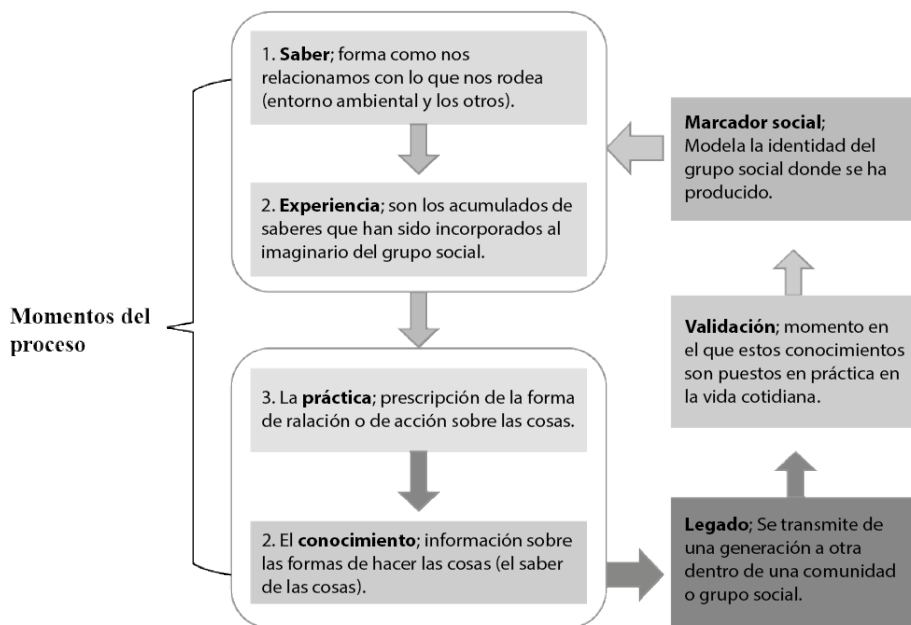 Momentos del
proceso
1. Saber; forma como nos
relacionamos con lo que nos rodea
(entorno ambiental y los otros).
2. Experiencia; son los acumulados de
saberes que han sido incorporados al
imaginario del grupo social.
3. La práctica; prescripción de la forma
de ralación o de acción sobre las cosas.
2. El conocimiento; información sobre
las formas de hacer las cosas (el saber
de las cosas).
Legado; Se transmite de
una generación a otra
dentro de una comunidad
o grupo social.
Validación; momento en
el que estos conocimientos
son puestos en práctica en
la vida cotidiana.
Marcador social;
Modela la identidad del
grupo social donde se ha
producido.